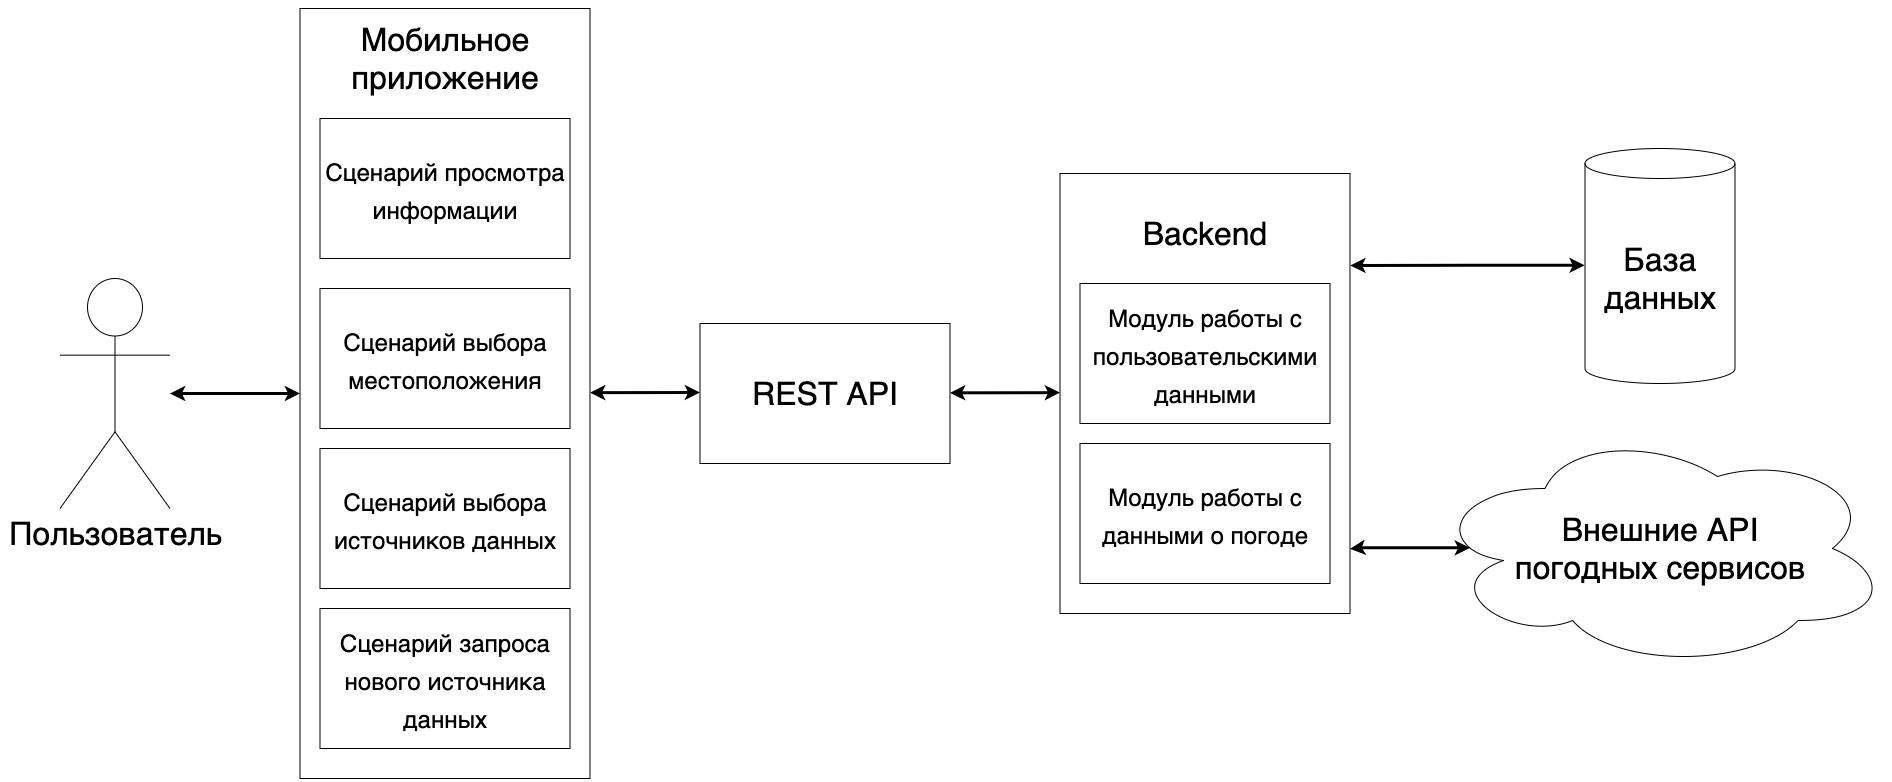 Мобильное
приложение
Сценарий просмотра
информации
Сценарий выбора
местоположения
Сценарий выбора
источников данных
Сценарий запроса
нового источника
данных
Пользователь
REST API
Backend
Модуль работы с
пользовательскими
данными
Модуль работы с
данными о погоде
База
данных
Внешние API
погодных сервисов